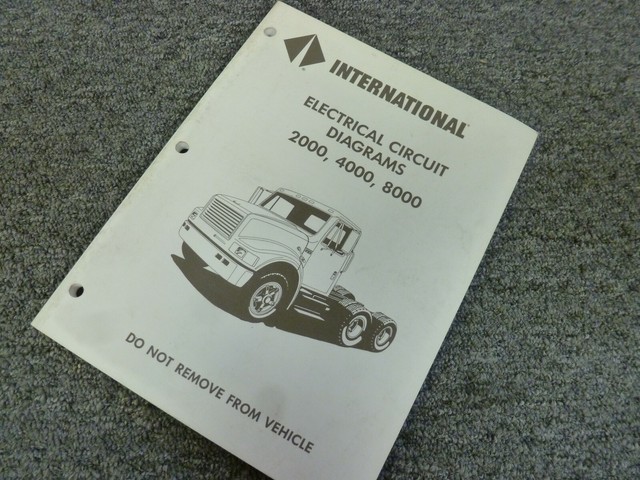 INTERNATIONAL
ELECTRICAL CIRCUIT
DIAGRAMS
2000, 4000, 8000
DO NOT REMOVE FROM VEHICLE